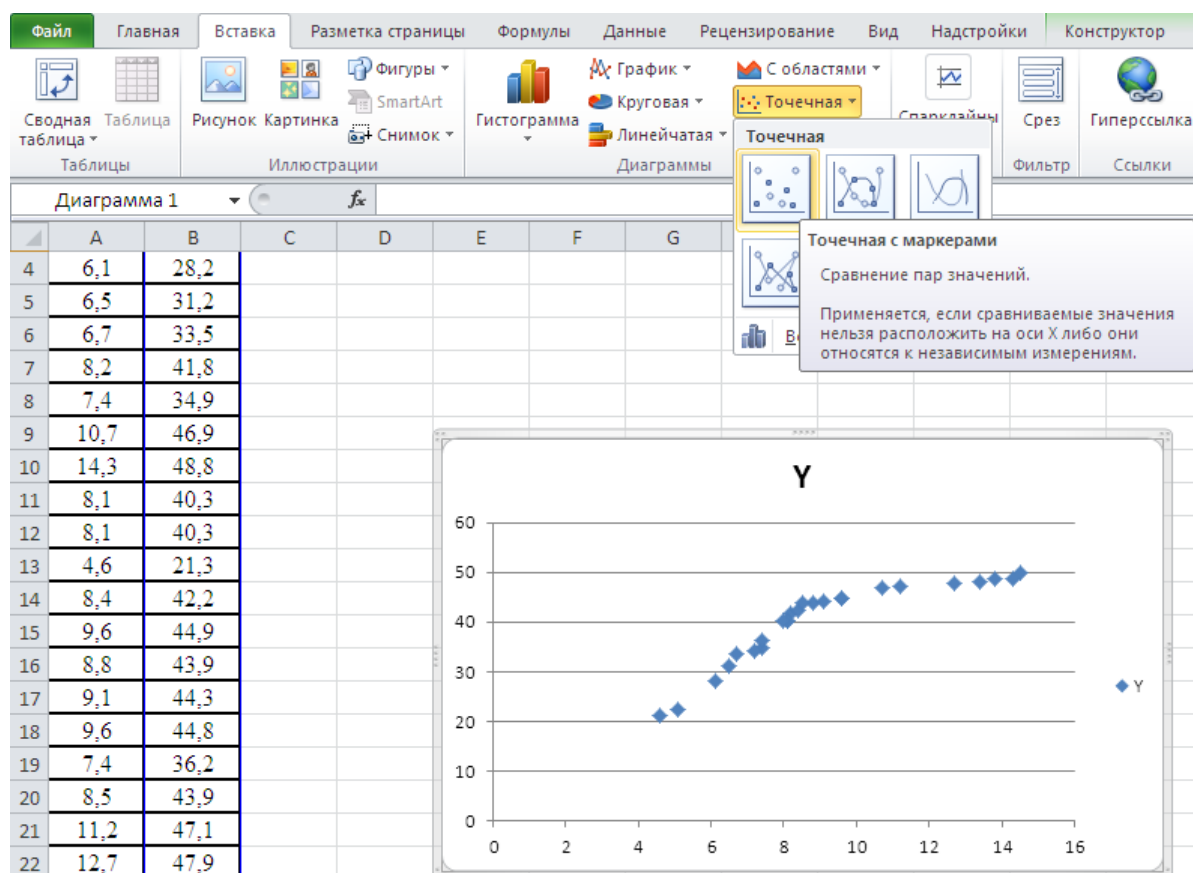 Файл Главная Вставка Разметка страницы Формулы Данные Рецензирование Вид Надстройки Конструктор
Сводная таблица
Таблица
Рисунок
Картинка
Фигуры
SmartArt
Снимок
Гистограмма
График
Круговая
Линейчатая
С областями
Точечная
Спарклайны
Срез
Гиперссылка
Таблицы Иллюстрации Диаграммы Фильтр Ссылки
Точечная
Точечная с маркерами
Сравнение пар значений.
Применяется, если сравниваемые значения
нельзя расположить на оси X либо они
относятся к независимым измерениям.
Диаграмма 1 fx
A B C D E F G
4 6,1 28,2
5 6,5 31,2
6 6,7 33,5
7 8,2 41,8
8 7,4 34,9
9 10,7 46,9
10 14,3 48,8
11 8,1 40,3
12 8,1 40,3
13 4,6 21,3
14 8,4 42,2
15 9,6 44,9
16 8,8 43,9
17 9,1 44,3
18 9,6 44,8
19 7,4 36,2
20 8,5 43,9
21 11,2 47,1
22 12,7 47,9
Y
60
50
40
30
20
10
0
0 2 4 6 8 10 12 14 16
Y